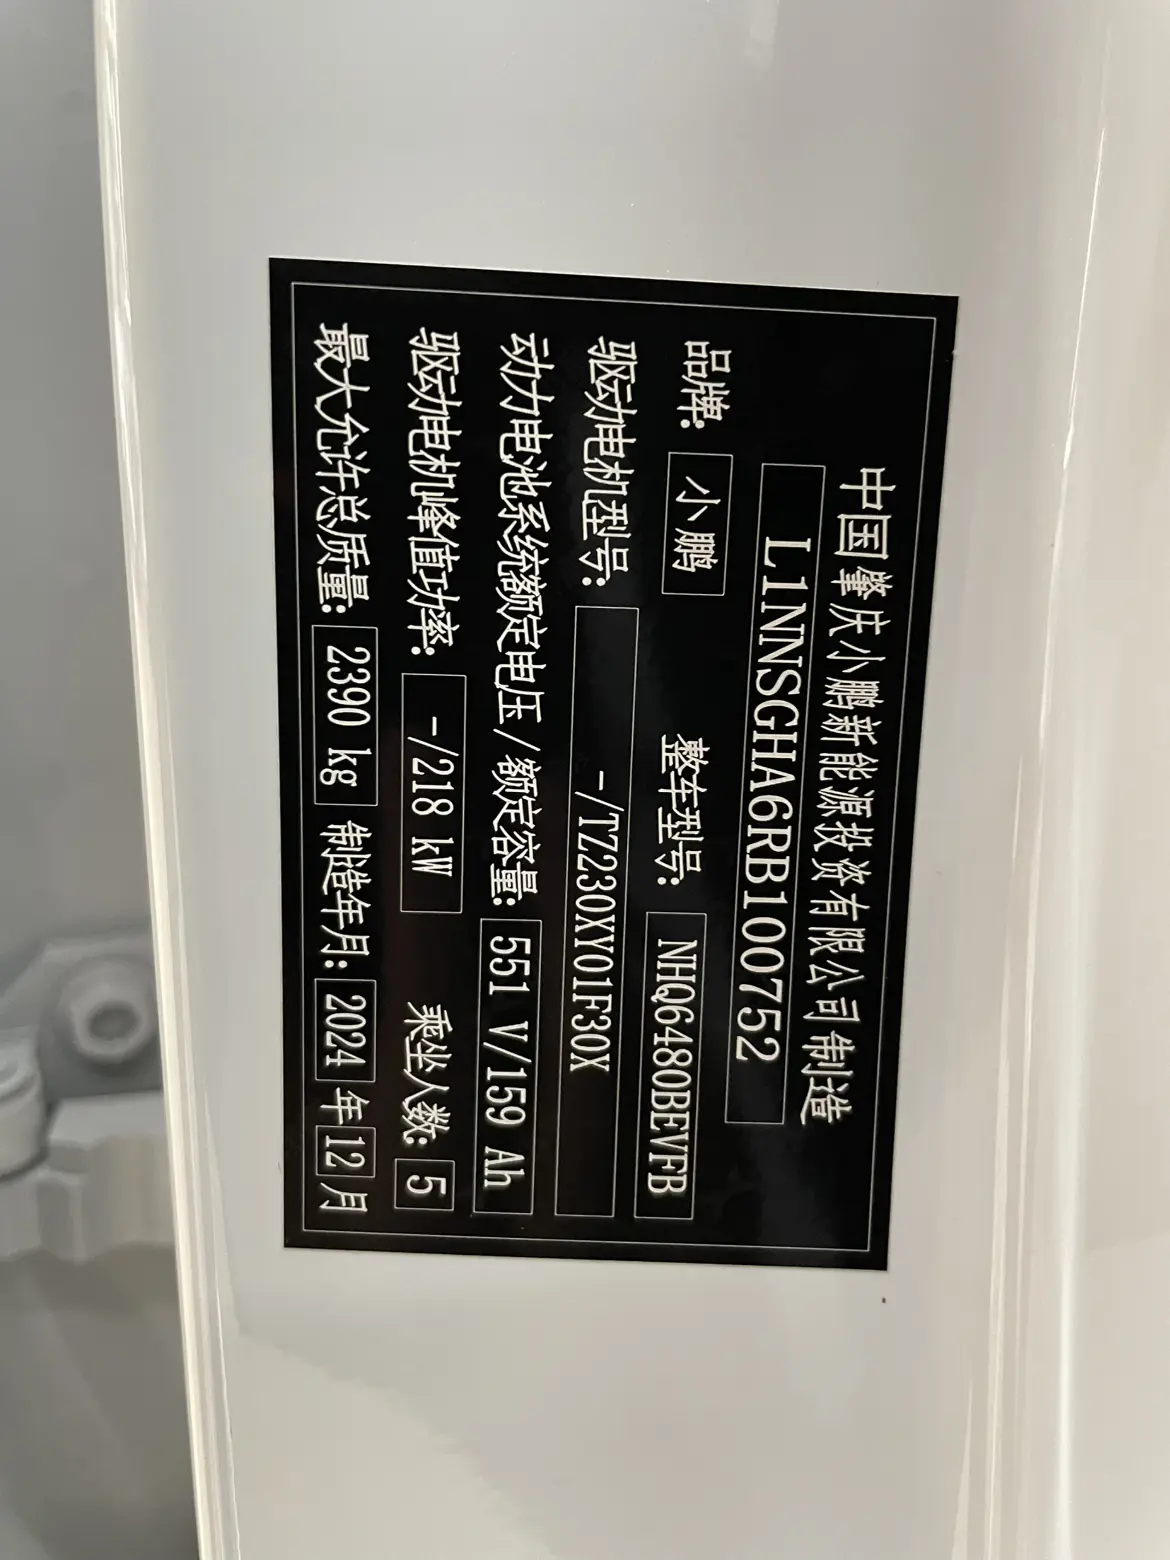 中国肇庆小鹏新能源投资有限公司制造
L1NNSGHA6RB100752
品牌: 小鹏 整车型号: NHQ6480BEVFB
驱动电机型号: -/TZ230XY01F30X
动力电池系统额定电压/额定容量: 551 V/159 Ah
驱动电机峰值功率: -/218 kW 乘坐人数: 5
最大允许总质量: 2390 kg 制造年月: 2024 年 12 月